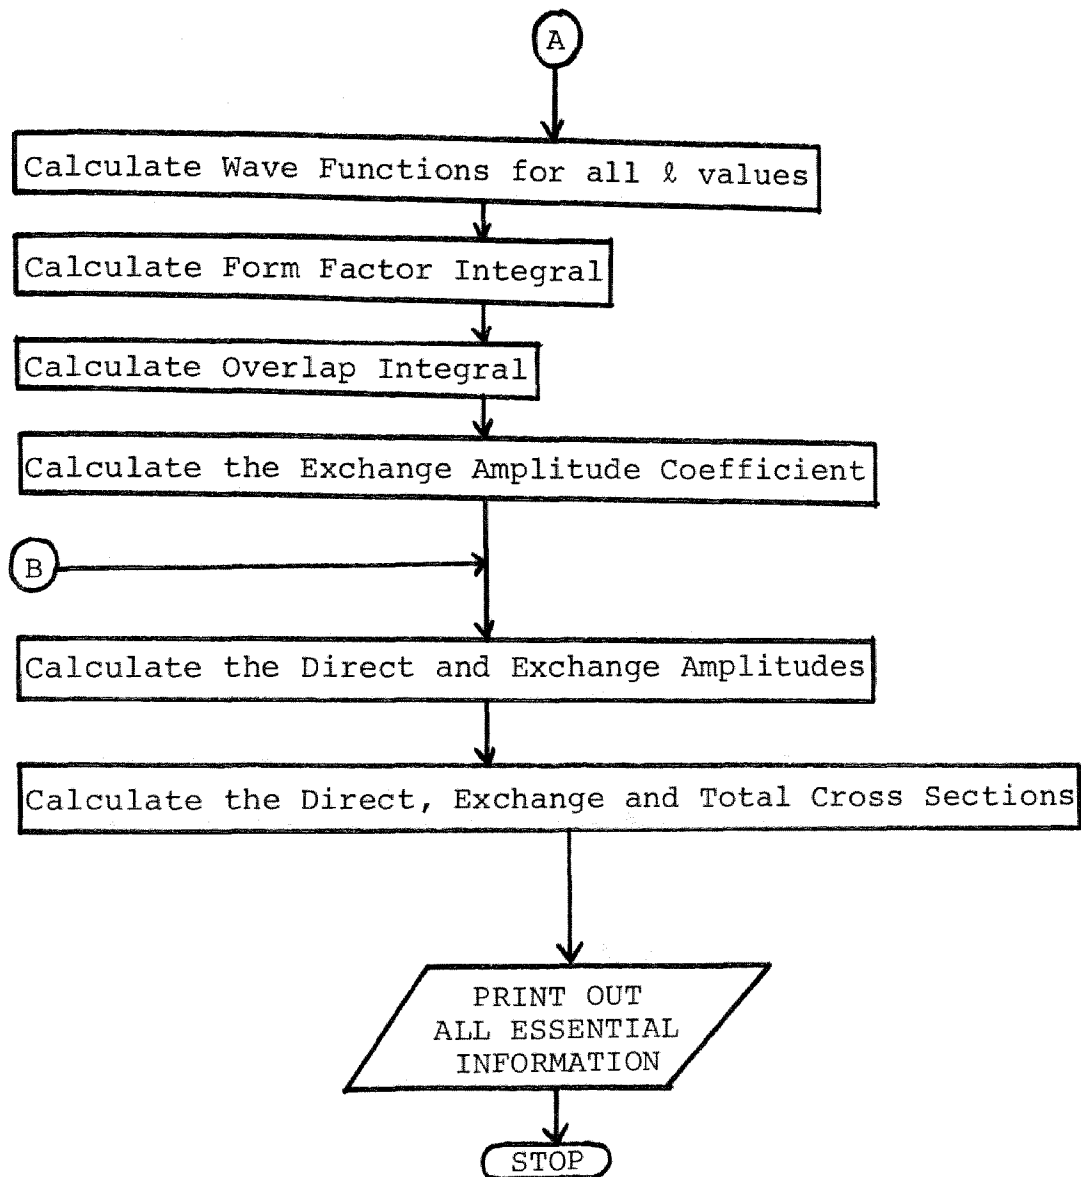 A
Calculate Wave Functions for all ℓ values
Calculate Form Factor Integral
Calculate Overlap Integral
Calculate the Exchange Amplitude Coefficient
B
Calculate the Direct and Exchange Amplitudes
Calculate the Direct, Exchange and Total Cross Sections
PRINT OUT
ALL ESSENTIAL
INFORMATION
STOP